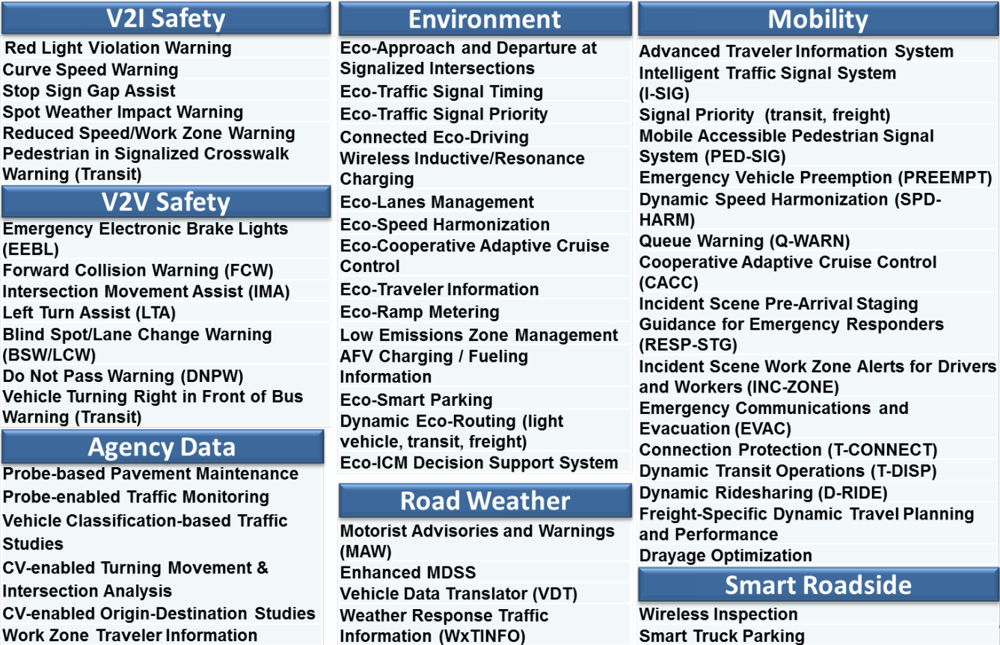 V2I Safety
Red Light Violation Warning
Curve Speed Warning
Stop Sign Gap Assist
Spot Weather Impact Warning
Reduced Speed/Work Zone Warning
Pedestrian in Signalized Crosswalk
Warning (Transit)
V2V Safety
Emergency Electronic Brake Lights
(EEBL)
Forward Collision Warning (FCW)
Intersection Movement Assist (IMA)
Left Turn Assist (LTA)
Blind Spot/Lane Change Warning
(BSW/LCW)
Do Not Pass Warning (DNPW)
Vehicle Turning Right in Front of Bus
Warning (Transit)
Agency Data
Probe-based Pavement Maintenance
Probe-enabled Traffic Monitoring
Vehicle Classification-based Traffic
Studies
CV-enabled Turning Movement &
Intersection Analysis
CV-enabled Origin-Destination Studies
Work Zone Traveler Information
Environment
Eco-Approach and Departure at
Signalized Intersections
Eco-Traffic Signal Timing
Eco-Traffic Signal Priority
Connected Eco-Driving
Wireless Inductive/Resonance
Charging
Eco-Lanes Management
Eco-Speed Harmonization
Eco-Cooperative Adaptive Cruise
Control
Eco-Traveler Information
Eco-Ramp Metering
Low Emissions Zone Management
AFV Charging / Fueling
Information
Eco-Smart Parking
Dynamic Eco-Routing (light
vehicle, transit, freight)
Eco-ICM Decision Support System
Road Weather
Motorist Advisories and Warnings
(MAW)
Enhanced MDSS
Vehicle Data Translator (VDT)
Weather Response Traffic
Information (WxTINFO)
Mobility
Advanced Traveler Information System
Intelligent Traffic Signal System
(I-SIG)
Signal Priority (transit, freight)
Mobile Accessible Pedestrian Signal
System (PED-SIG)
Emergency Vehicle Preemption (PREEMPT)
Dynamic Speed Harmonization (SPD-
HARM)
Queue Warning (Q-WARN)
Cooperative Adaptive Cruise Control
(CACC)
Incident Scene Pre-Arrival Staging
Guidance for Emergency Responders
(RESP-STG)
Incident Scene Work Zone Alerts for Drivers
and Workers (INC-ZONE)
Emergency Communications and
Evacuation (EVAC)
Connection Protection (T-CONNECT)
Dynamic Transit Operations (T-DISP)
Dynamic Ridesharing (D-RIDE)
Freight-Specific Dynamic Travel Planning
and Performance
Drayage Optimization
Smart Roadside
Wireless Inspection
Smart Truck Parking